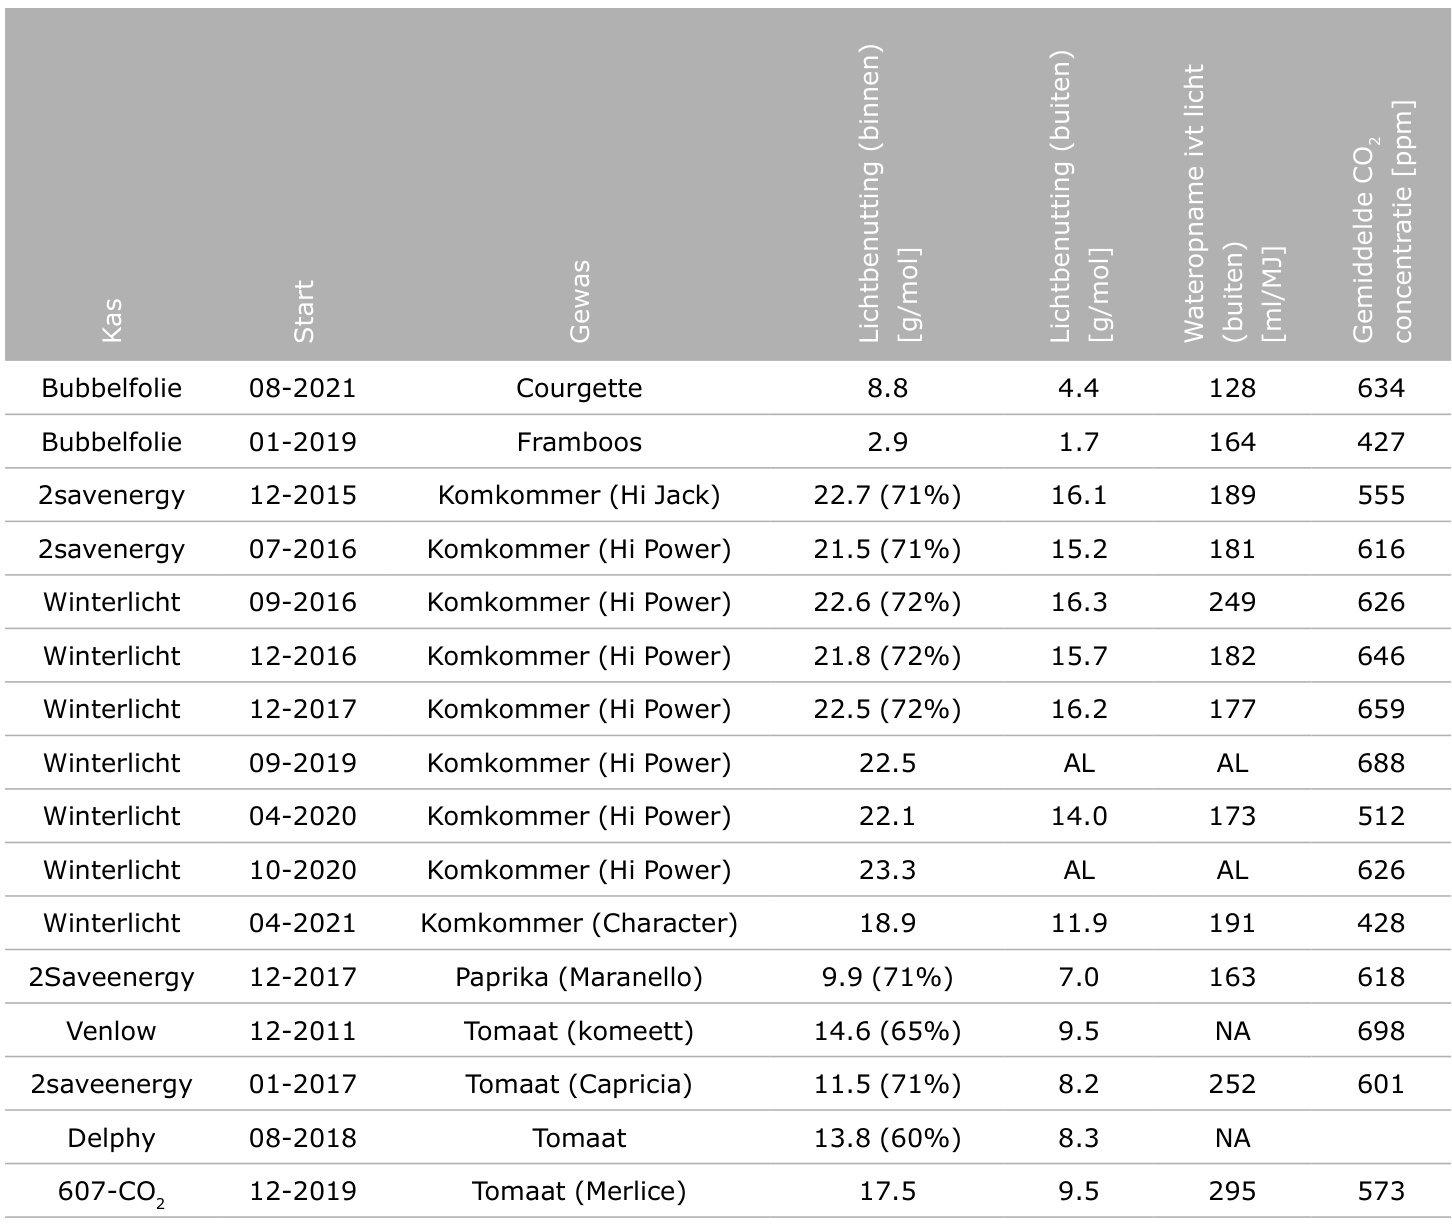 Kas
Start
Gewas
Lichtbenutting (binnen)
[g/mol]
Lichtbenutting (buiten)
[g/mol]
Wateropname ivt licht
(buiten)
[ml/MJ]
Gemiddelde CO2
concentratie [ppm]
Bubbelfolie 08-2021 Courgette 8.8 4.4 128 634
Bubbelfolie 01-2019 Framboos 2.9 1.7 164 427
2savenergy 12-2015 Komkommer (Hi Jack) 22.7 (71%) 16.1 189 555
2savenergy 07-2016 Komkommer (Hi Power) 21.5 (71%) 15.2 181 616
Winterlicht 09-2016 Komkommer (Hi Power) 22.6 (72%) 16.3 249 626
Winterlicht 12-2016 Komkommer (Hi Power) 21.8 (72%) 15.7 182 646
Winterlicht 12-2017 Komkommer (Hi Power) 22.5 (72%) 16.2 177 659
Winterlicht 09-2019 Komkommer (Hi Power) 22.5 AL AL 688
Winterlicht 04-2020 Komkommer (Hi Power) 22.1 14.0 173 512
Winterlicht 10-2020 Komkommer (Hi Power) 23.3 AL AL 626
Winterlicht 04-2021 Komkommer (Character) 18.9 11.9 191 428
2Saveenergy 12-2017 Paprika (Maranello) 9.9 (71%) 7.0 163 618
Venlow 12-2011 Tomaat (komeett) 14.6 (65%) 9.5 NA 698
2saveenergy 01-2017 Tomaat (Capricia) 11.5 (71%) 8.2 252 601
Delphy 08-2018 Tomaat 13.8 (60%) 8.3 NA
607-CO2 12-2019 Tomaat (Merlice) 17.5 9.5 295 573